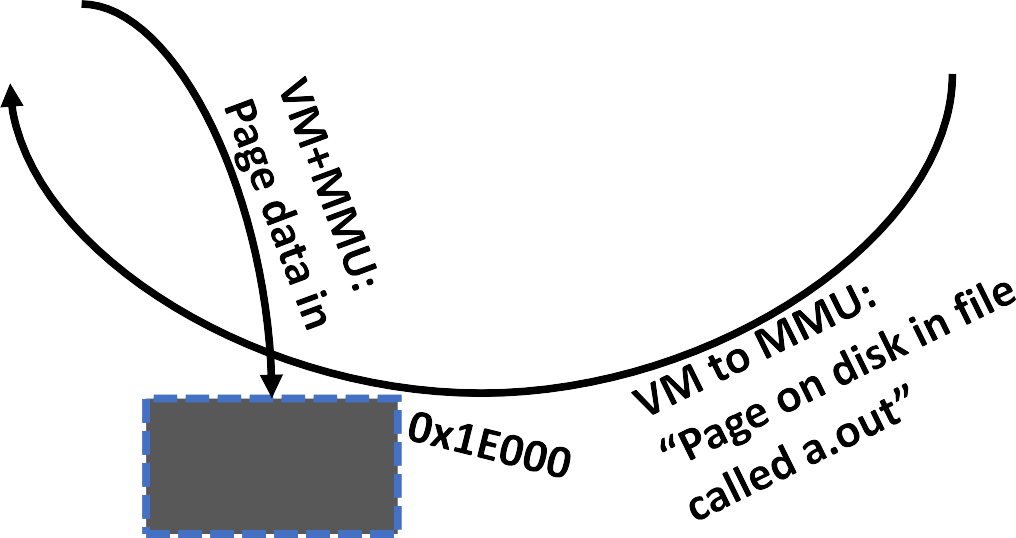 VM+MMU:
Page data in
VM to MMU:
“Page on disk in file
called a.out”
0x1E000